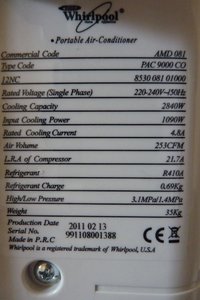 Whirlpool
• Portable Air-Conditioner •
Commercial Code AMD 081
Type Code PAC 9000 CO
12NC 8530 081 01000
Rated Voltage (Single Phase) 220-240V~450Hz
Cooling Capacity 2840W
Input Cooling Power 1090W
Rated Cooling Current 4.8A
Air Volume 253CFM
L.R.A of Compressor 21.7A
Refrigerant R410A
Refrigerant Charge 0.69Kg
High/Low Pressure 3.1MPa/1.4MPa
Weight 35Kg
Production Date 2011 02 13
Serial No. 991108001388
Made in P.R.C
Whirlpool is a registered trademark of Whirlpool, U.S.A
CE